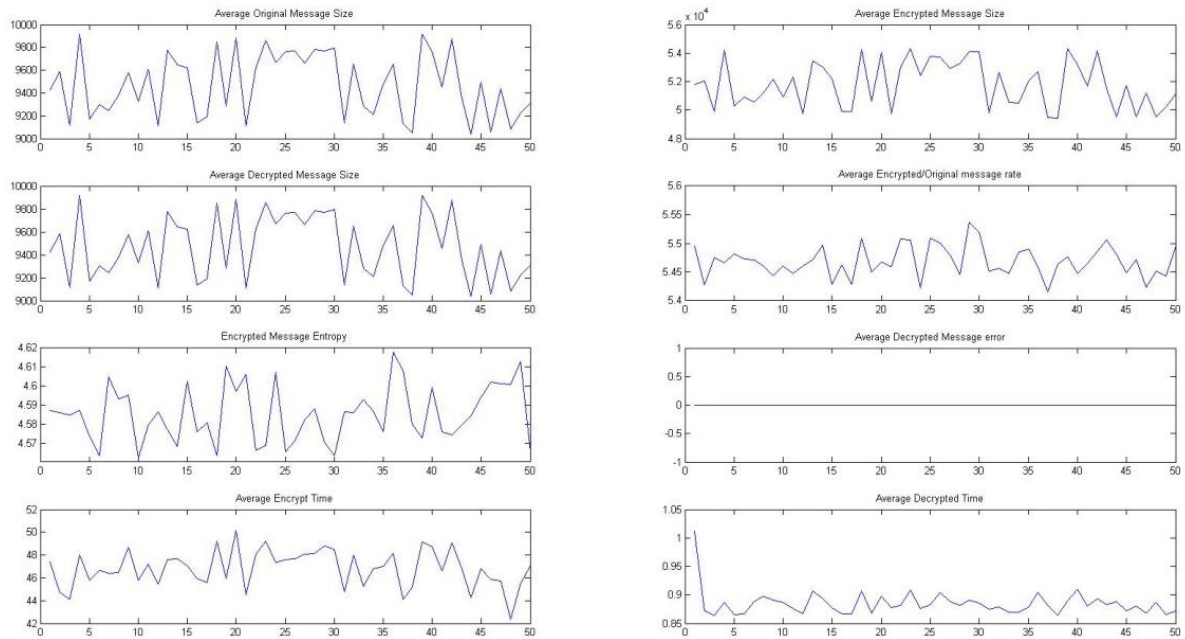 Average Original Message Size
10000
9800
9600
9400
9200
9000
0 5 10 15 20 25 30 35 40 45 50
Average Encrypted Message Size
x 10^4
5.6
5.4
5.2
5
4.8
0 5 10 15 20 25 30 35 40 45 50
Average Decrypted Message Size
10000
9800
9600
9400
9200
9000
0 5 10 15 20 25 30 35 40 45 50
Average Encrypted/Original message rate
5.6
5.55
5.5
5.45
5.4
0 5 10 15 20 25 30 35 40 45 50
Encrypted Message Entropy
4.62
4.61
4.6
4.59
4.58
4.57
0 5 10 15 20 25 30 35 40 45 50
Average Decrypted Message error
1
0.5
0
-0.5
-1
0 5 10 15 20 25 30 35 40 45 50
Average Encrypt Time
52
50
48
46
44
42
0 5 10 15 20 25 30 35 40 45 50
Average Decrypted Time
1.05
1
0.95
0.9
0.85
0 5 10 15 20 25 30 35 40 45 50